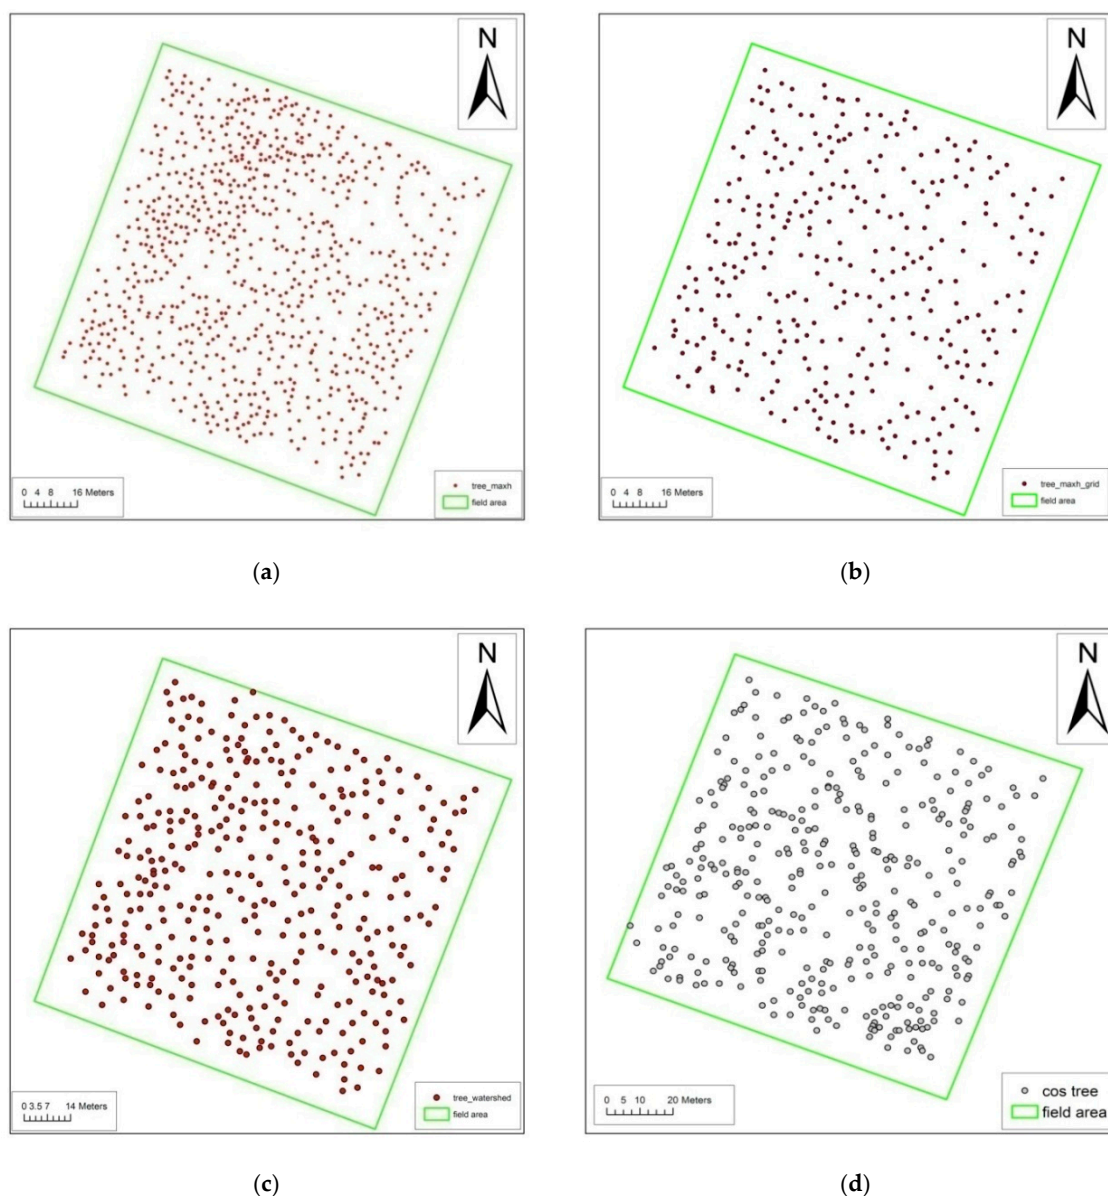 N
0 4 8 16 Meters
tree_maxh
field area
(a)
N
0 4 8 16 Meters
tree_maxh_grid
field area
(b)
N
0 3.5 7 14 Meters
tree_watershed
field area
(c)
N
0 5 10 20 Meters
cos tree
field area
(d)